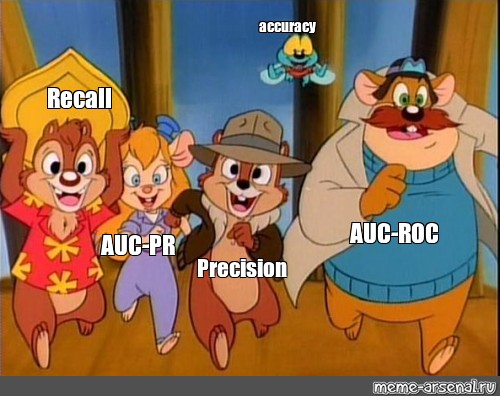 accuracy
Recall
AUC-PR
AUC-ROC
Precision
meme-arsenal.ru